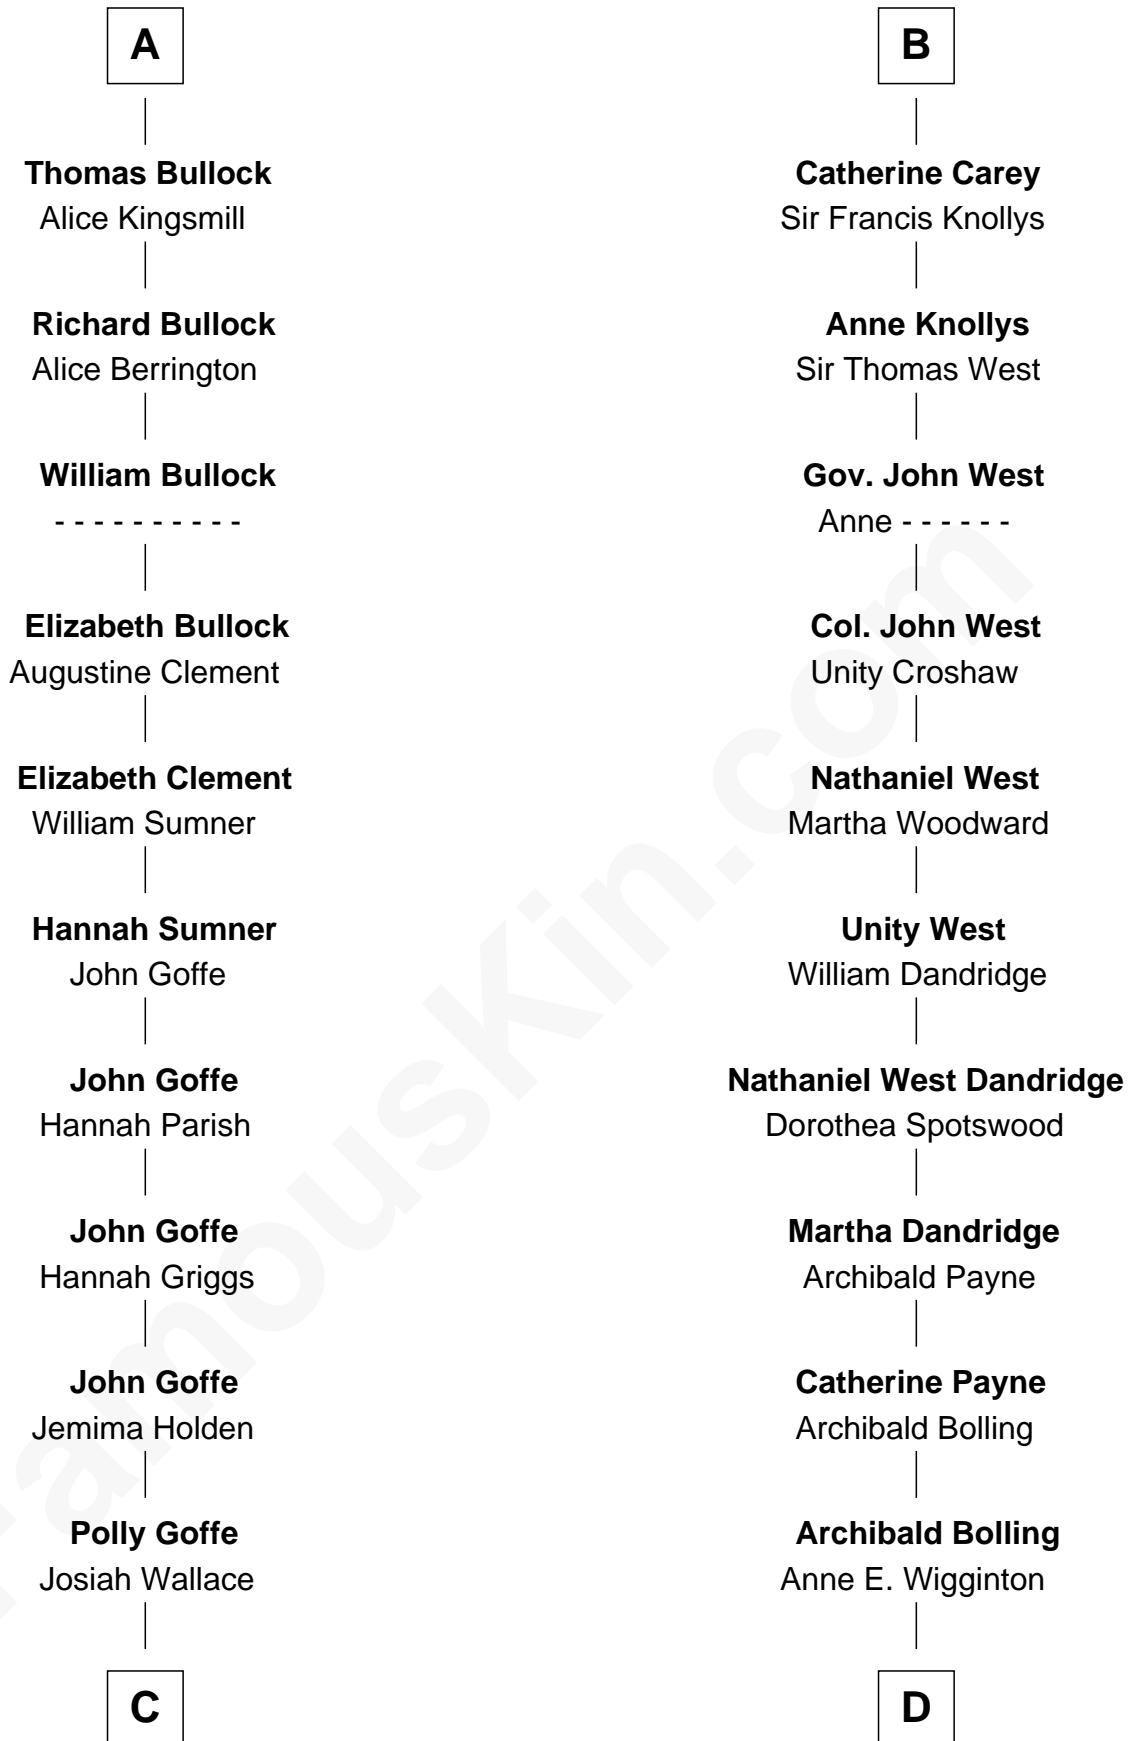 A
Thomas Bullock
Alice Kingsmill
Richard Bullock
Alice Berrington
William Bullock
- - - - - - - - - -
Elizabeth Bullock
Augustine Clement
Elizabeth Clement
William Sumner
Hannah Sumner
John Goffe
John Goffe
Hannah Parish
John Goffe
Hannah Griggs
John Goffe
Jemima Holden
Polly Goffe
Josiah Wallace
C
B
Catherine Carey
Sir Francis Knollys
Anne Knollys
Sir Thomas West
Gov. John West
Anne - - - - - -
Col. John West
Unity Croshaw
Nathaniel West
Martha Woodward
Unity West
William Dandridge
Nathaniel West Dandridge
Dorothea Spotswood
Martha Dandridge
Archibald Payne
Catherine Payne
Archibald Bolling
Archibald Bolling
Anne E. Wigginton
D
FamousKin.com